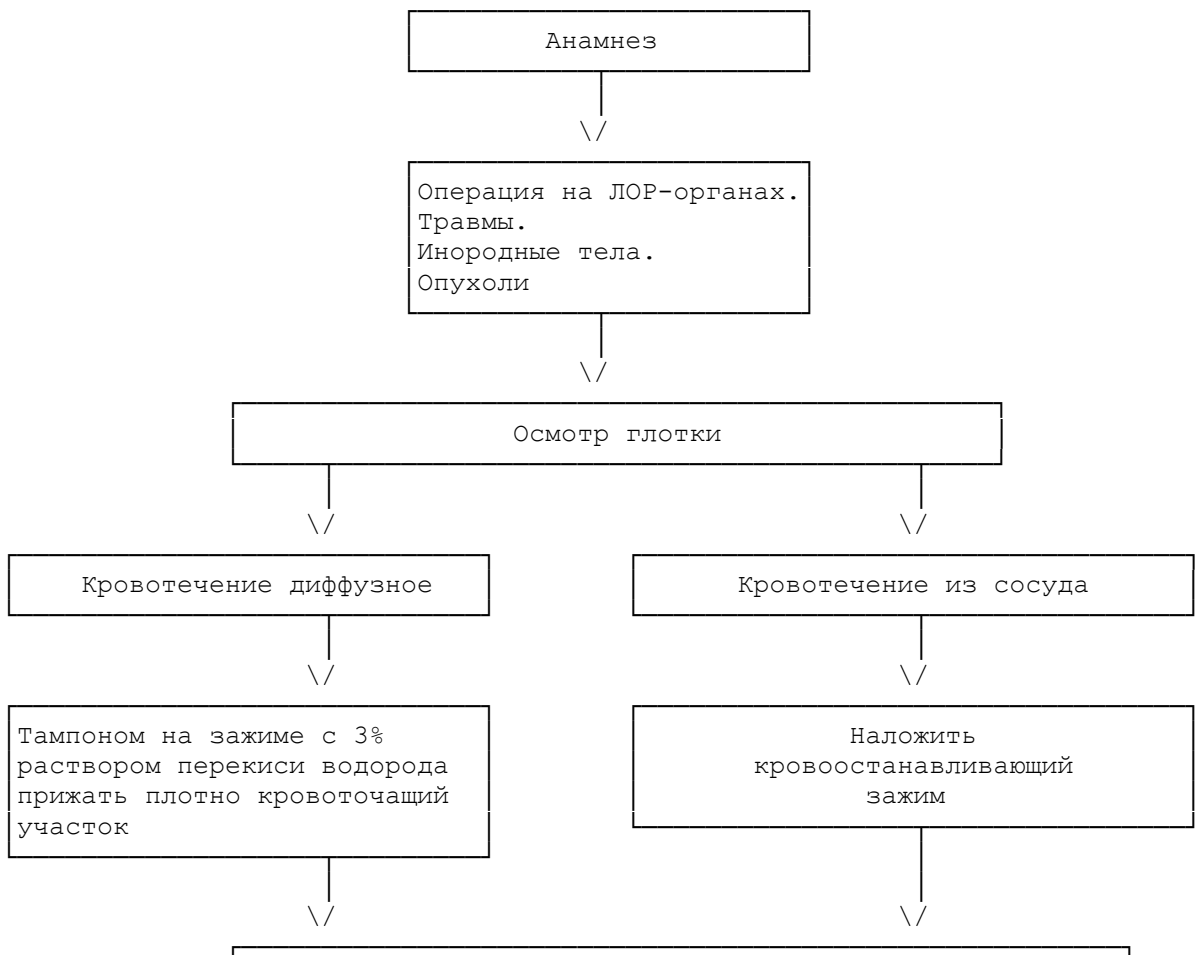 Анамнез
Операция на ЛОР-органах.
Травмы.
Инородные тела.
Опухоли
Осмотр глотки
Кровотечение диффузное
Кровотечение из сосуда
Тампоном на зажиме с 3%
раствором перекиси водорода
прижать плотно кровоточащий
участок
Наложить
кровоостанавливающий
зажим